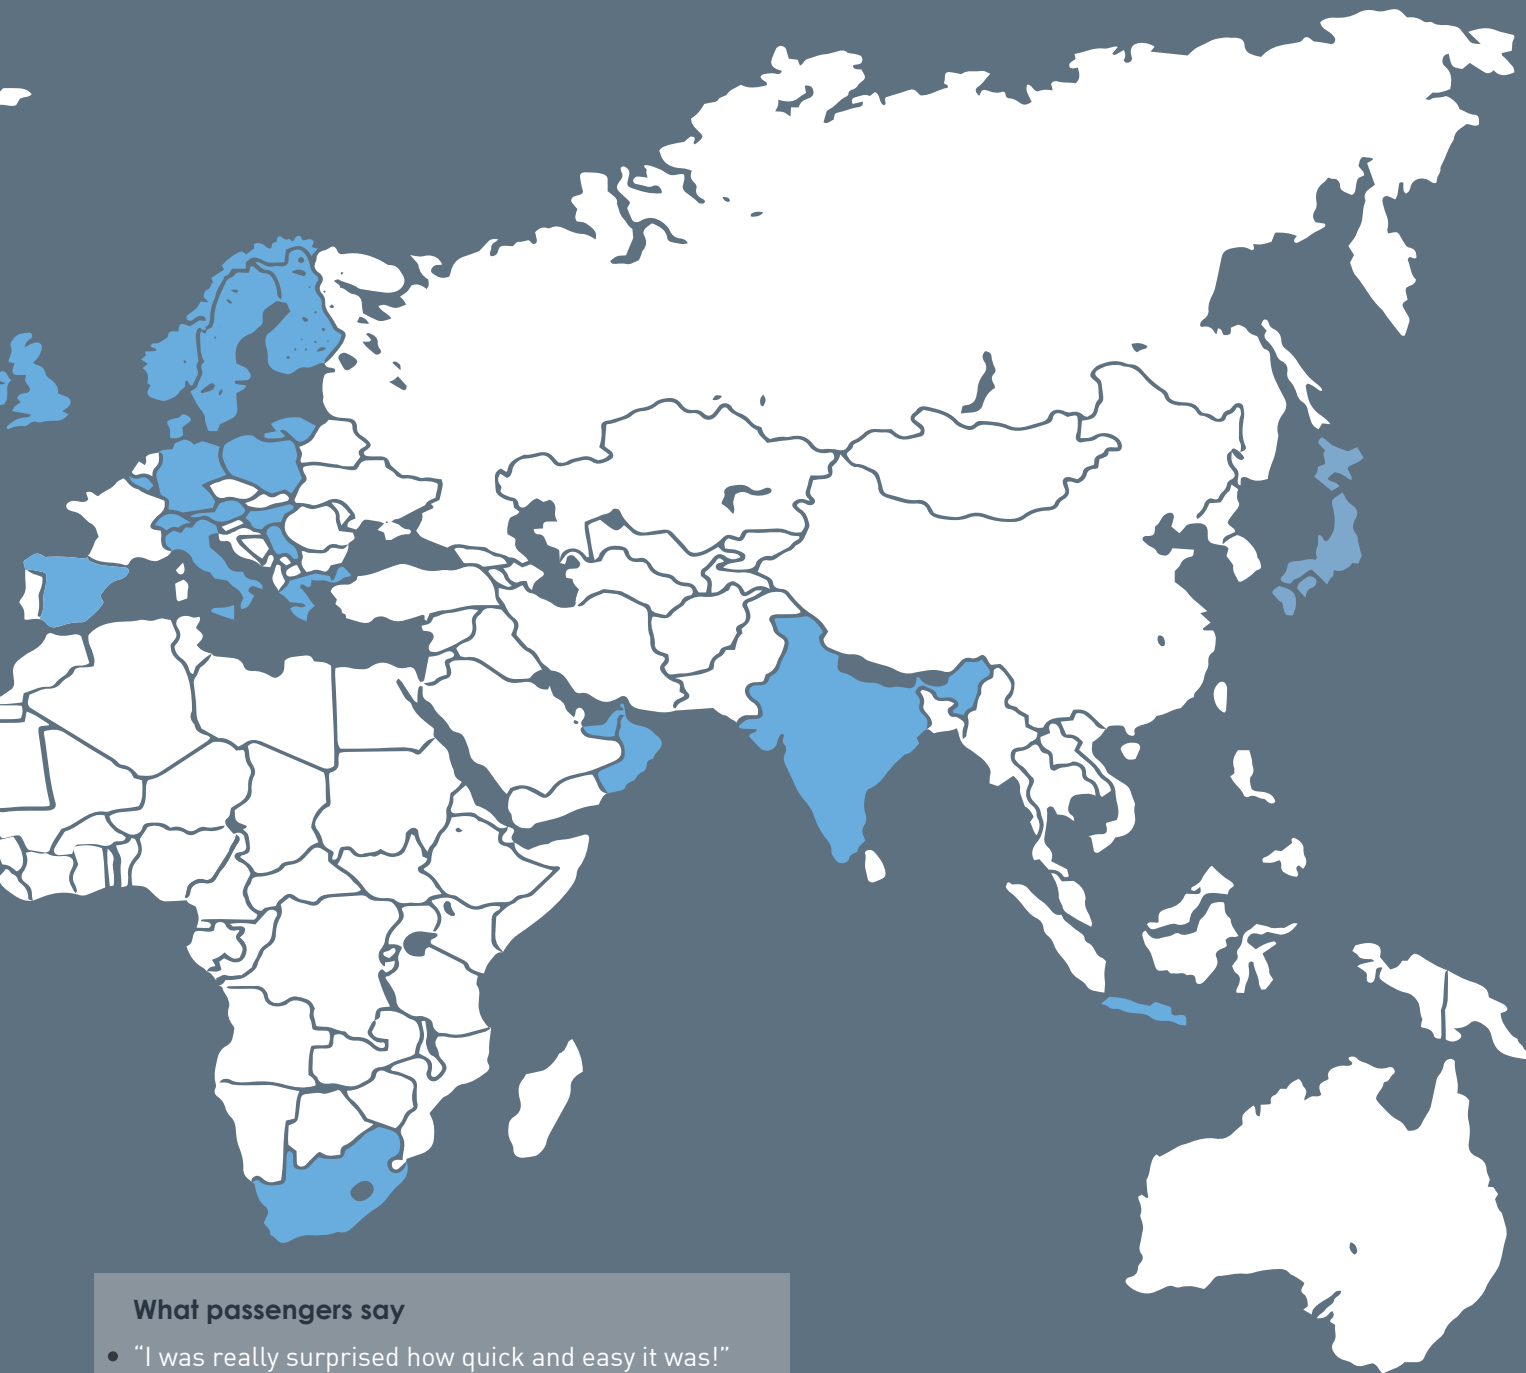 What passengers say
• “I was really surprised how quick and easy it was!”